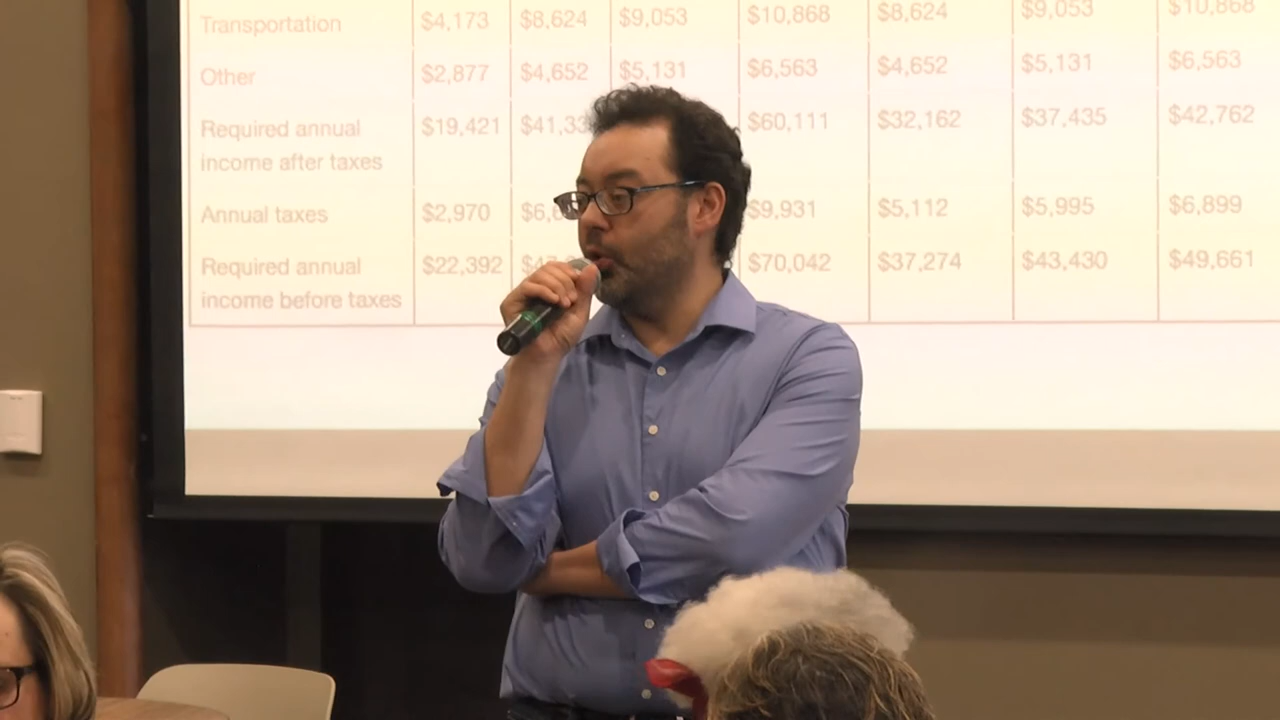 Transportation $4,173 $8,624 $9,053 $10,868 $8,624 $9,053 $10,868
Other $2,877 $4,652 $5,131 $6,563 $4,652 $5,131 $6,563
Required annual $19,421 $60,111 $32,162 $37,435 $42,762
income after taxes
Annual taxes $2,970 $9,931 $5,112 $5,995 $6,899
Required annual $22,392 $70,042 $37,274 $43,430 $49,661
income before taxes